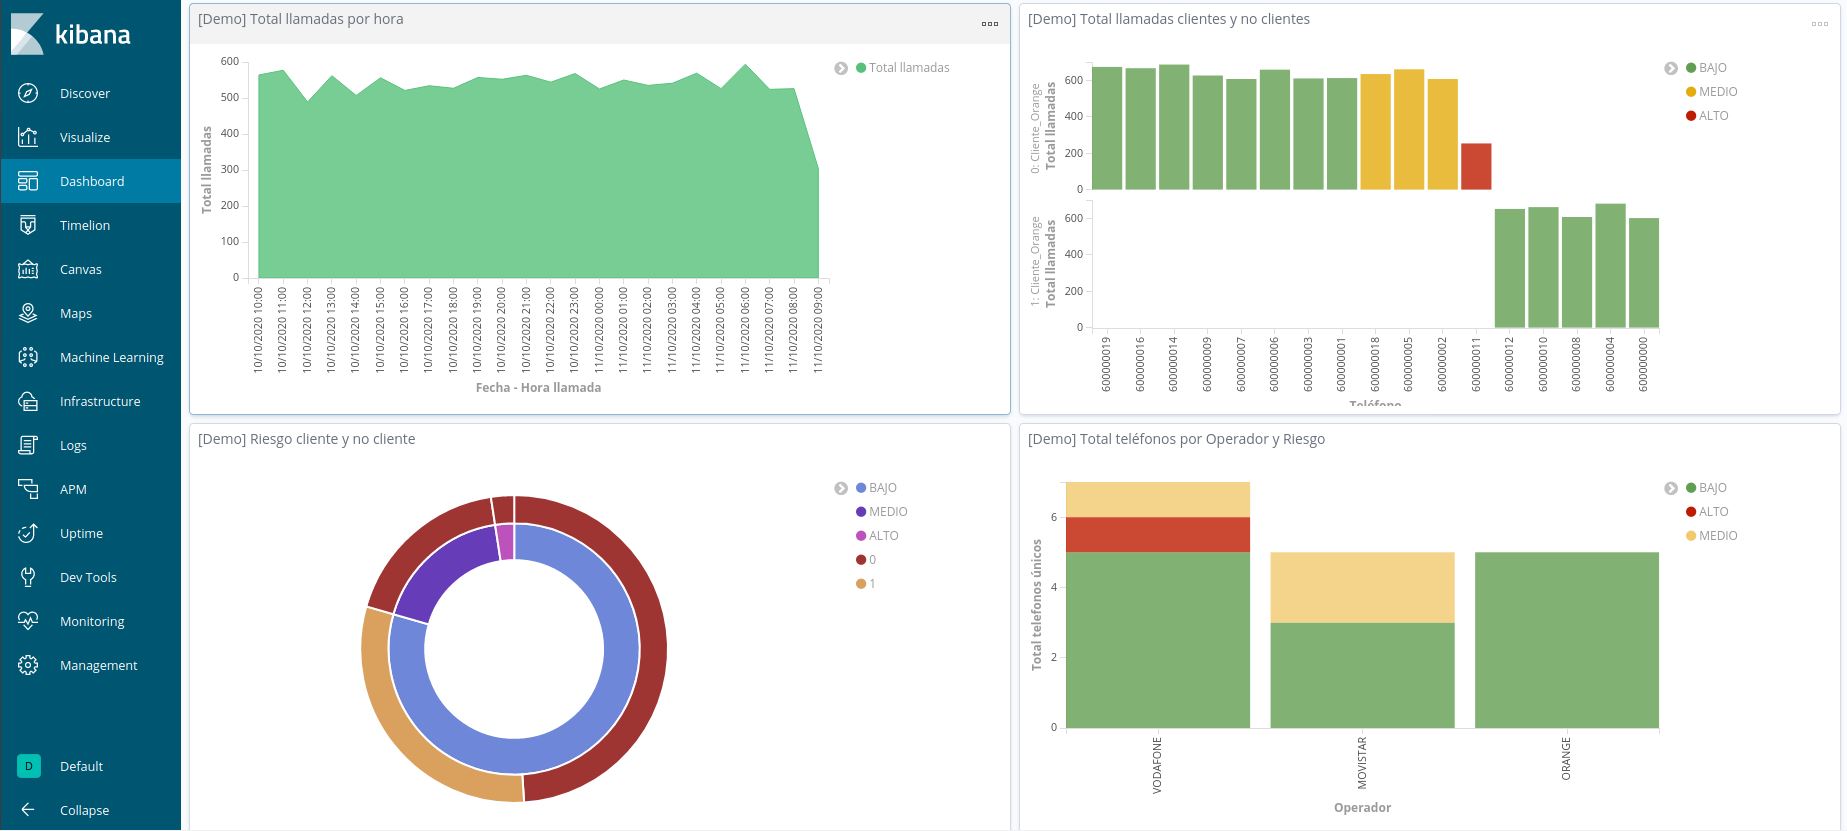 kibana
Discover
Visualize
Dashboard
Timelion
Canvas
Maps
Machine Learning
Infrastructure
Logs
APM
Uptime
Dev Tools
Monitoring
Management
D Default
Collapse
[Demo] Total llamadas por hora
Total llamadas
600
500
400
300
200
100
0
Total llamadas
10/10/2020 10:00
10/10/2020 11:00
10/10/2020 12:00
10/10/2020 13:00
10/10/2020 14:00
10/10/2020 15:00
10/10/2020 16:00
10/10/2020 17:00
10/10/2020 18:00
10/10/2020 19:00
10/10/2020 20:00
10/10/2020 21:00
10/10/2020 22:00
10/10/2020 23:00
11/10/2020 00:00
11/10/2020 01:00
11/10/2020 02:00
11/10/2020 03:00
11/10/2020 04:00
11/10/2020 05:00
11/10/2020 06:00
11/10/2020 07:00
11/10/2020 08:00
11/10/2020 09:00
Fecha - Hora llamada
[Demo] Total llamadas clientes y no clientes
0: Cliente_Orange
Total llamadas
600
400
200
0
1: Cliente_Orange
Total llamadas
600
400
200
0
BAJO
MEDIO
ALTO
600000019
600000016
600000014
600000009
600000007
600000006
600000003
600000001
600000018
600000005
600000002
600000011
600000012
600000010
600000008
600000004
600000000
Teléfono
[Demo] Riesgo cliente y no cliente
BAJO
MEDIO
ALTO
0
1
[Demo] Total teléfonos por Operador y Riesgo
Total telefonos únicos
6
4
2
0
BAJO
ALTO
MEDIO
VODAFONE
MOVISTAR
ORANGE
Operador